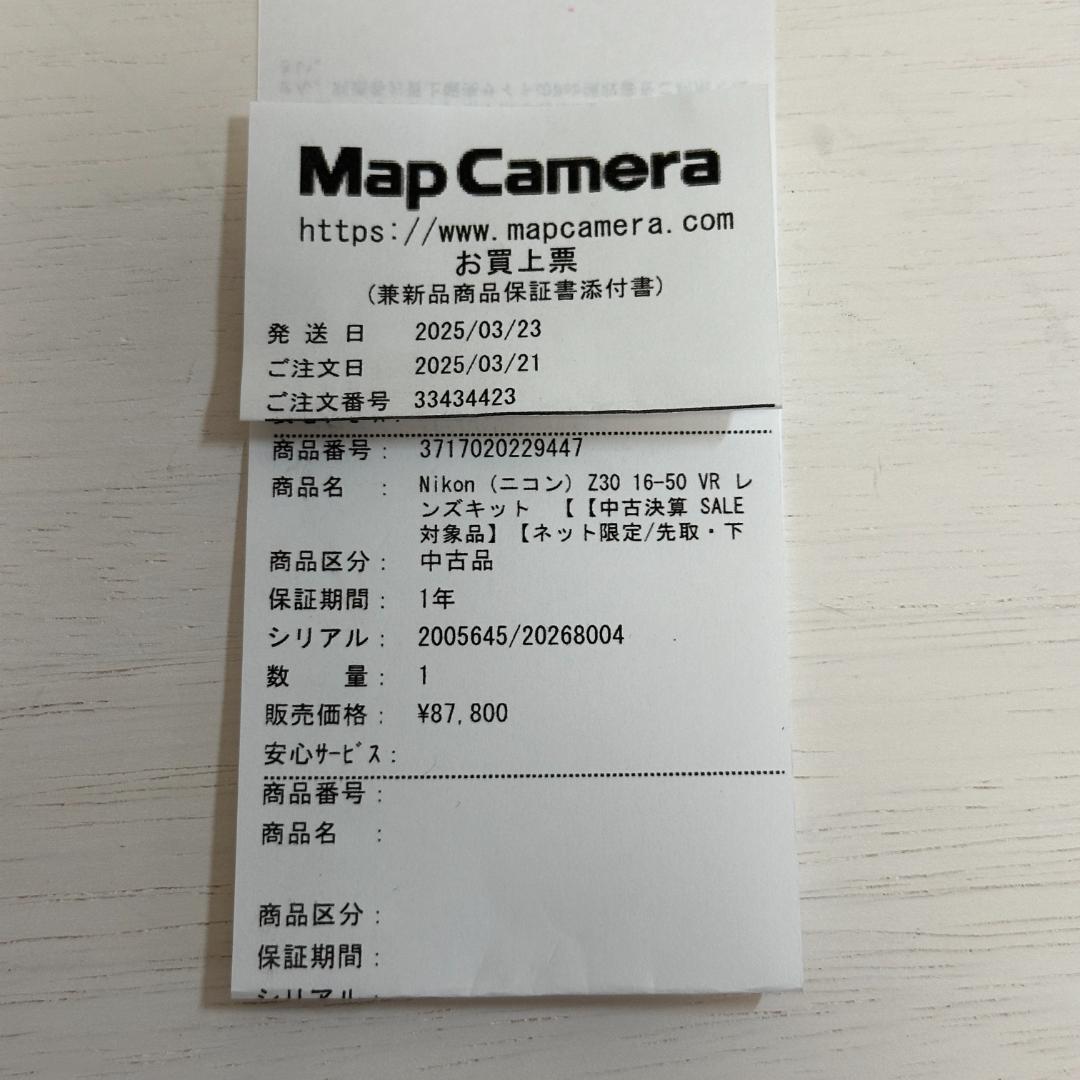 Map Camera
https://www.mapcamera.com
お買上票
(兼新品商品保証書添付書)
発 送 日 2025/03/23
ご注文日 2025/03/21
ご注文番号 33434423
商品番号: 3717020229447
商品名 : Nikon (ニコン) Z30 16-50 VR レ
ンズキット 【【中古決算 SALE
対象品】【ネット限定/先取・下
商品区分: 中古品
保証期間: 1年
シリアル: 2005645/20268004
数 量: 1
販売価格: ¥87,800
安心ｻｰﾋﾞｽ:
商品番号:
商品名 :
商品区分:
保証期間:
シリアル: